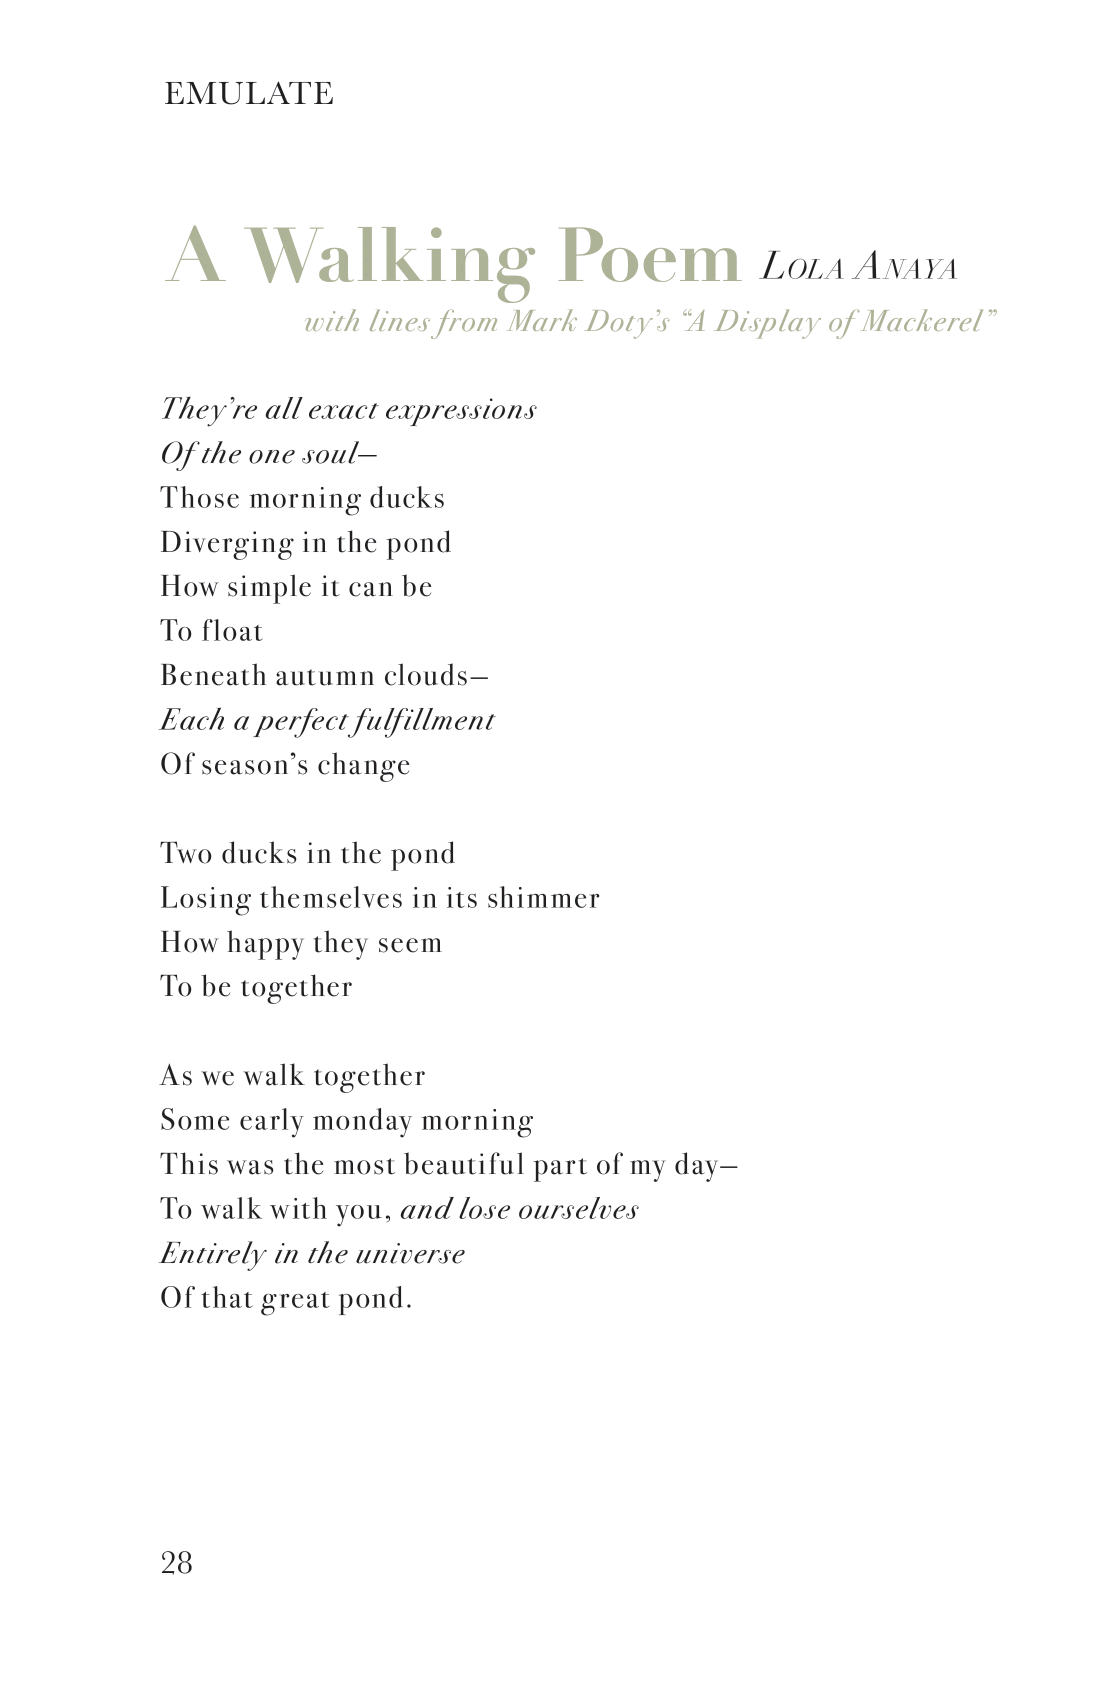 EMULATE
A Walking Poem Lola Anaya
with lines from Mark Doty’s “A Display of Mackerel”
They’re all exact expressions
Of the one soul—
Those morning ducks
Diverging in the pond
How simple it can be
To float
Beneath autumn clouds—
Each a perfect fulfillment
Of season’s change
Two ducks in the pond
Losing themselves in its shimmer
How happy they seem
To be together
As we walk together
Some early monday morning
This was the most beautiful part of my day—
To walk with you, and lose ourselves
Entirely in the universe
Of that great pond.
28